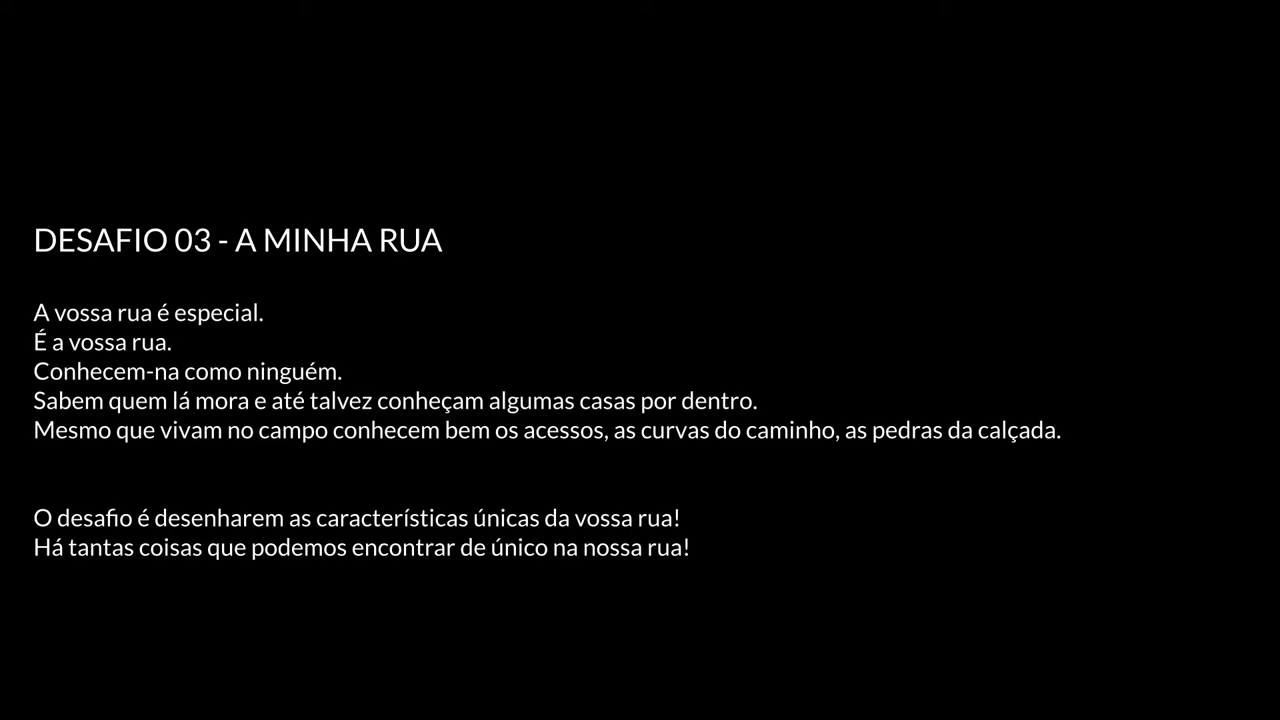 DESAFIO 03 - A MINHA RUA
A vossa rua é especial.
É a vossa rua.
Conhecem-na como ninguém.
Sabem quem lá mora e até talvez conheçam algumas casas por dentro.
Mesmo que vivam no campo conhecem bem os acessos, as curvas do caminho, as pedras da calçada.
O desafio é desenharem as características únicas da vossa rua!
Há tantas coisas que podemos encontrar de único na nossa rua!